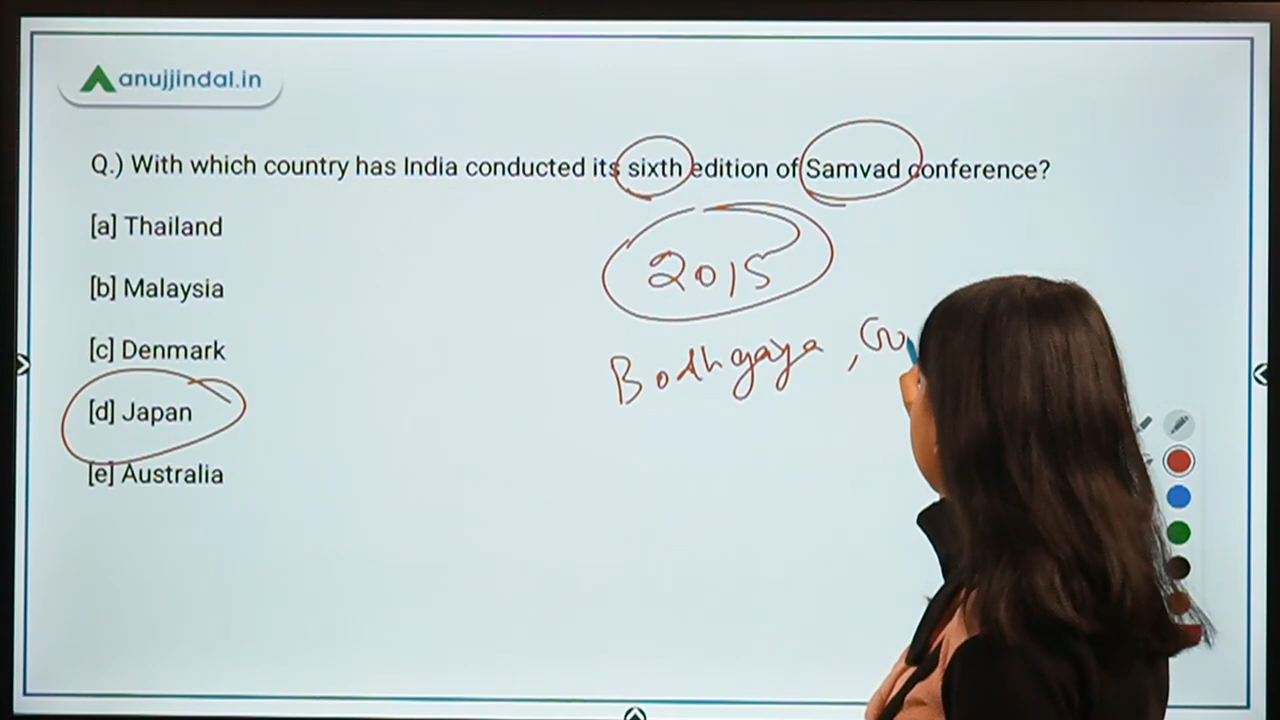 anujjindal.in
Q.) With which country has India conducted its sixth edition of Samvad conference?
[a] Thailand
[b] Malaysia
[c] Denmark
[d] Japan
[e] Australia
2015
Bodhgaya ,